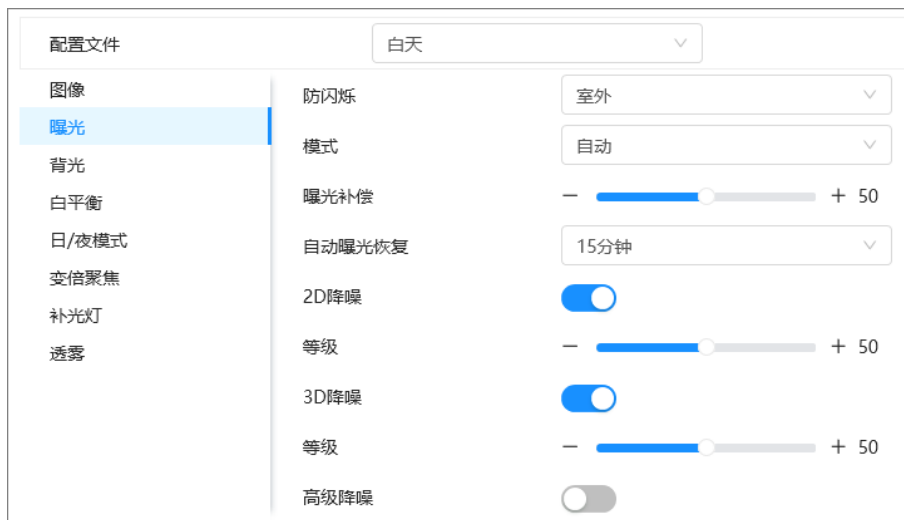 配置文件 白天
图像
曝光
背光
白平衡
日/夜模式
变倍聚焦
补光灯
透雾
防闪烁 室外
模式 自动
曝光补偿 − + 50
自动曝光恢复 15分钟
2D降噪
等级 − + 50
3D降噪
等级 − + 50
高级降噪